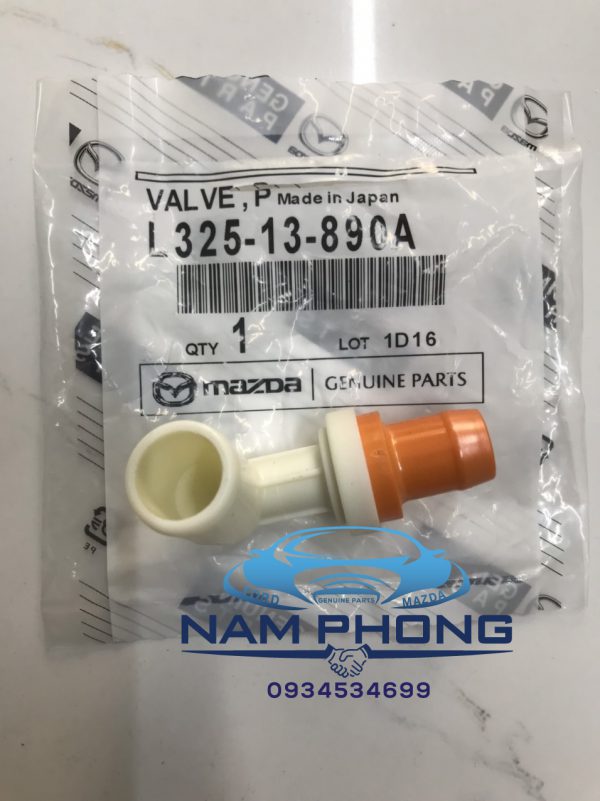 VALVE, P Made in Japan
L325-13-890A
QTY 1 LOT 1D16
mazda GENUINE PARTS
GENUINE PARTS
MAZDA
NAM PHONG
0934534699